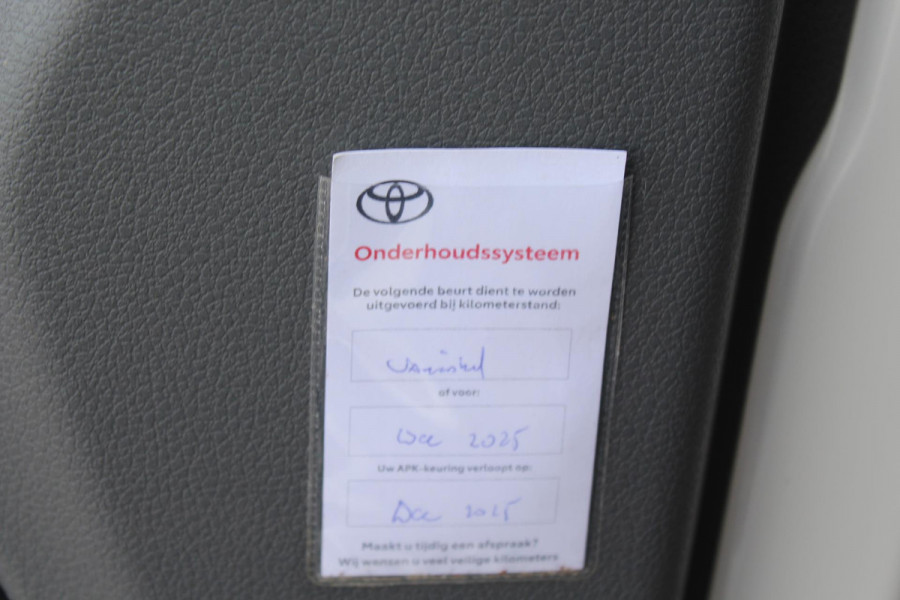 Onderhoudssysteem
De volgende beurt dient te worden
uitgevoerd bij kilometerstand:
of voor:
Dec 2025
Uw APK-keuring verloopt op:
Dec 2025
Maakt u tijdig een afspraak?
Wij wensen u veel veilige kilometers